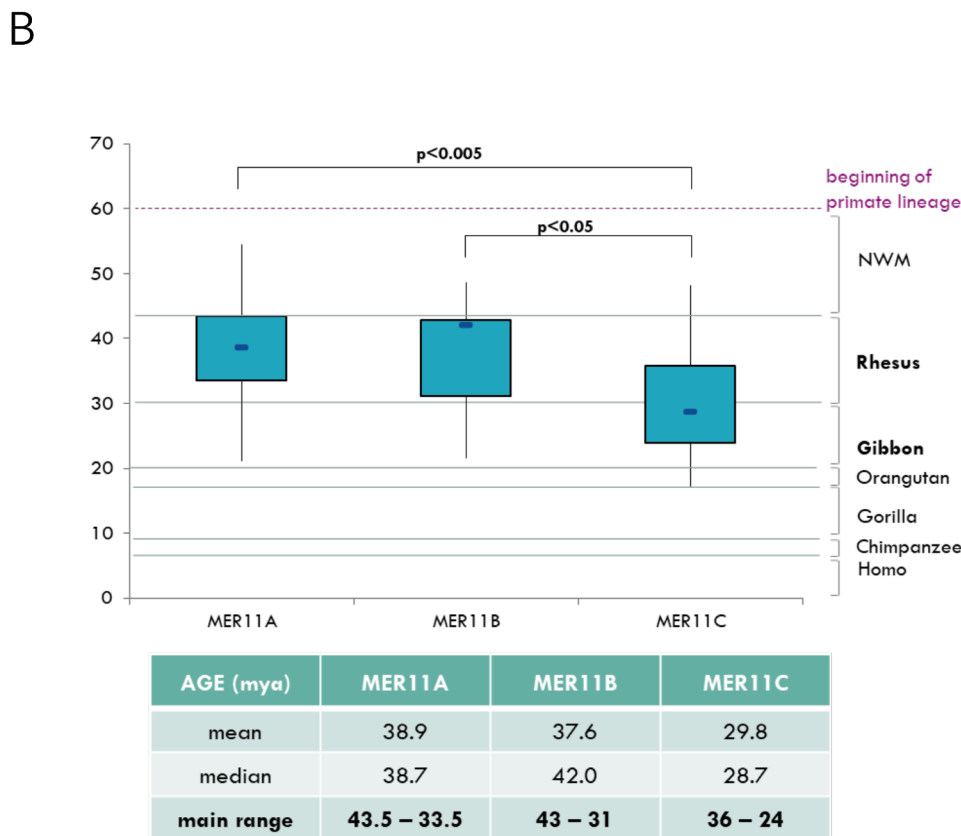 B
70
p<0.005
beginning of
primate lineage
60
p<0.05
NWM
50
40
Rhesus
30
Gibbon
20
Orangutan
Gorilla
10
Chimpanzee
Homo
0
MER11A MER11B MER11C
AGE (mya) MER11A MER11B MER11C
mean 38.9 37.6 29.8
median 38.7 42.0 28.7
main range 43.5 – 33.5 43 – 31 36 – 24